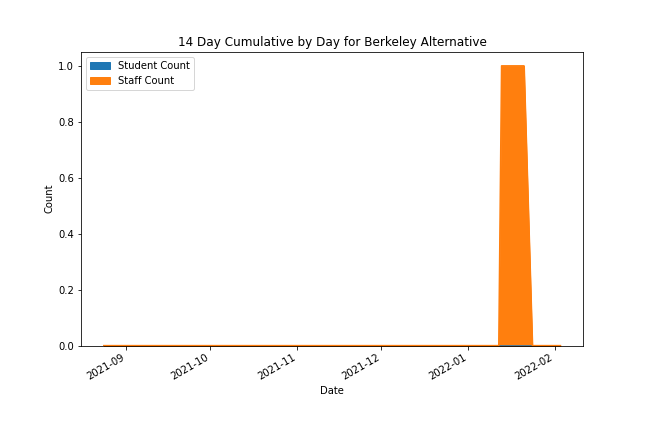 14 Day Cumulative by Day for Berkeley Alternative
Student Count
Staff Count
1.0
0.8
0.6
0.4
0.2
0.0
Count
2021-09
2021-10
2021-11
2021-12
2022-01
2022-02
Date